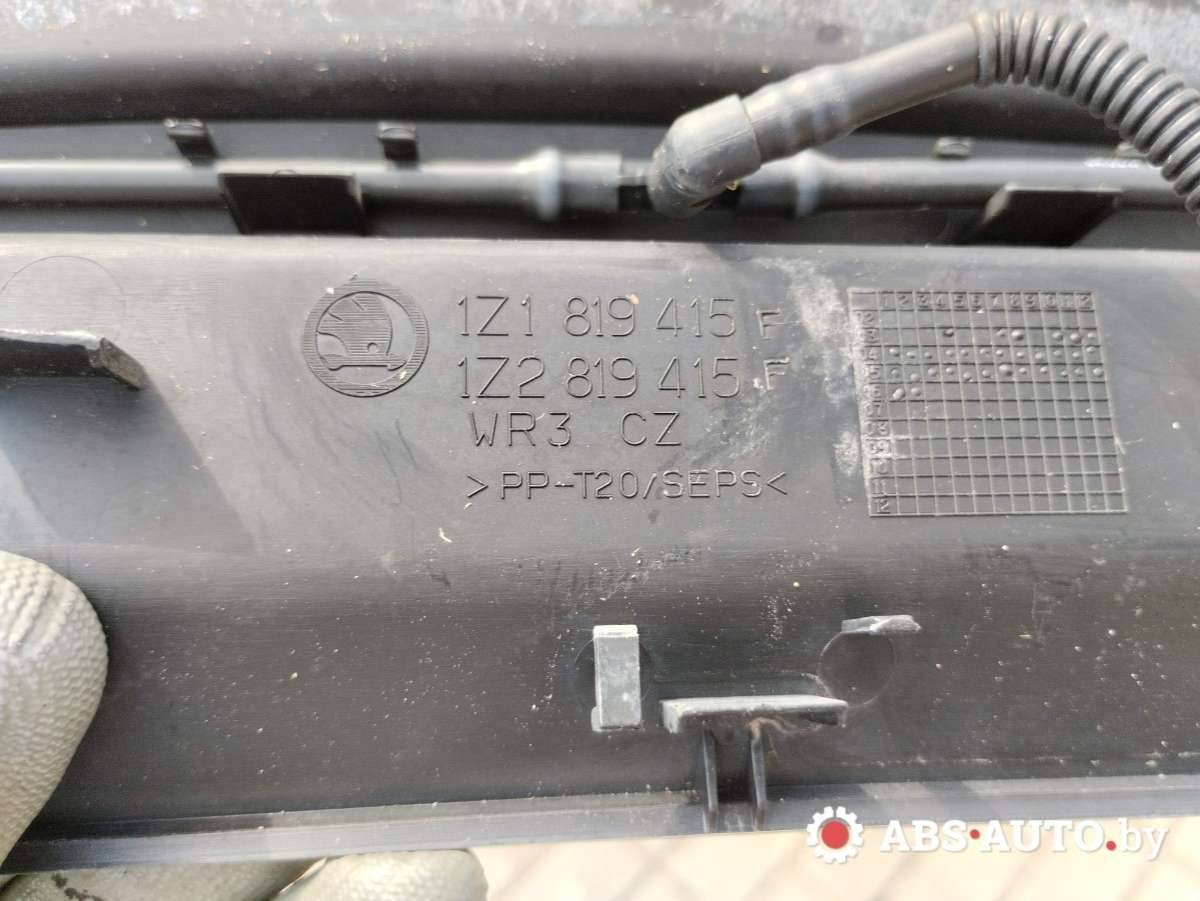 1Z1 819 415 F
1Z2 819 415 F
WR3 CZ
>PP-T20/SEPS<
ABS-AUTO.by